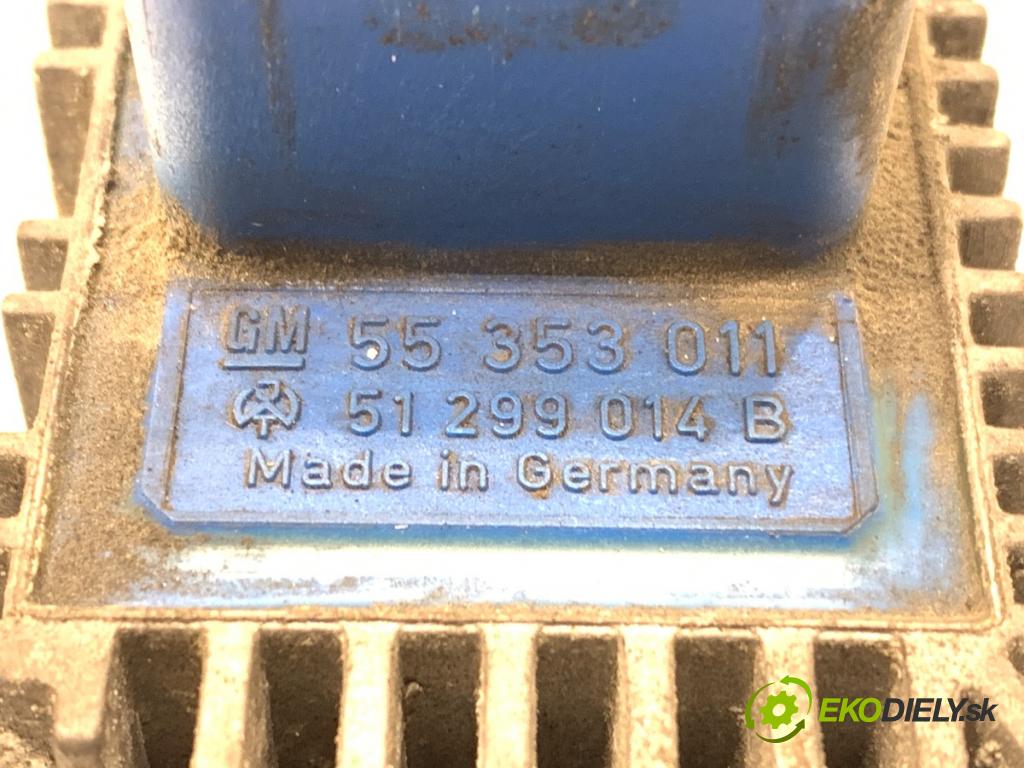 GM 55 353 011
51 299 014 B
Made in Germany
EKODIELY.sk